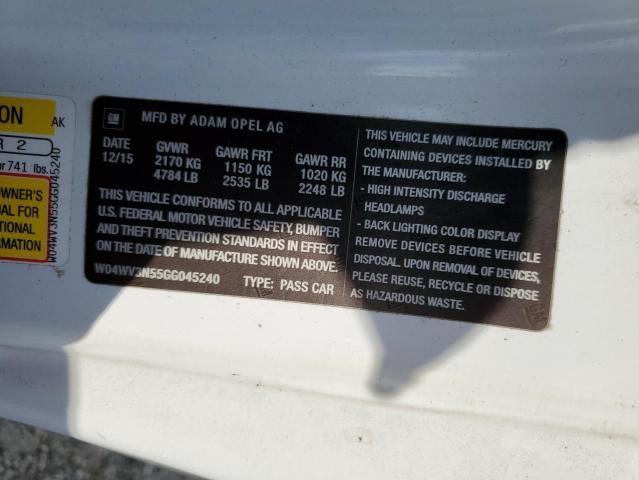 ON
AK
R 2
or 741 lbs.
OWNER'S
UAL FOR
TIONAL
RMATION
W04WV3N55GG045240
GM
MFD BY ADAM OPEL AG
DATE GVWR GAWR FRT GAWR RR
12/15 2170 KG 1150 KG 1020 KG
4784 LB 2535 LB 2248 LB
THIS VEHICLE CONFORMS TO ALL APPLICABLE
U.S. FEDERAL MOTOR VEHICLE SAFETY, BUMPER
AND THEFT PREVENTION STANDARDS IN EFFECT
ON THE DATE OF MANUFACTURE SHOWN ABOVE.
W04WV3N55GG045240 TYPE: PASS CAR
THIS VEHICLE MAY INCLUDE MERCURY
CONTAINING DEVICES INSTALLED BY
THE MANUFACTURER:
- HIGH INTENSITY DISCHARGE
HEADLAMPS
- BACK LIGHTING COLOR DISPLAY
REMOVE DEVICES BEFORE VEHICLE
DISPOSAL. UPON REMOVAL OF DEVICES,
PLEASE REUSE, RECYCLE OR DISPOSE
AS HAZARDOUS WASTE.